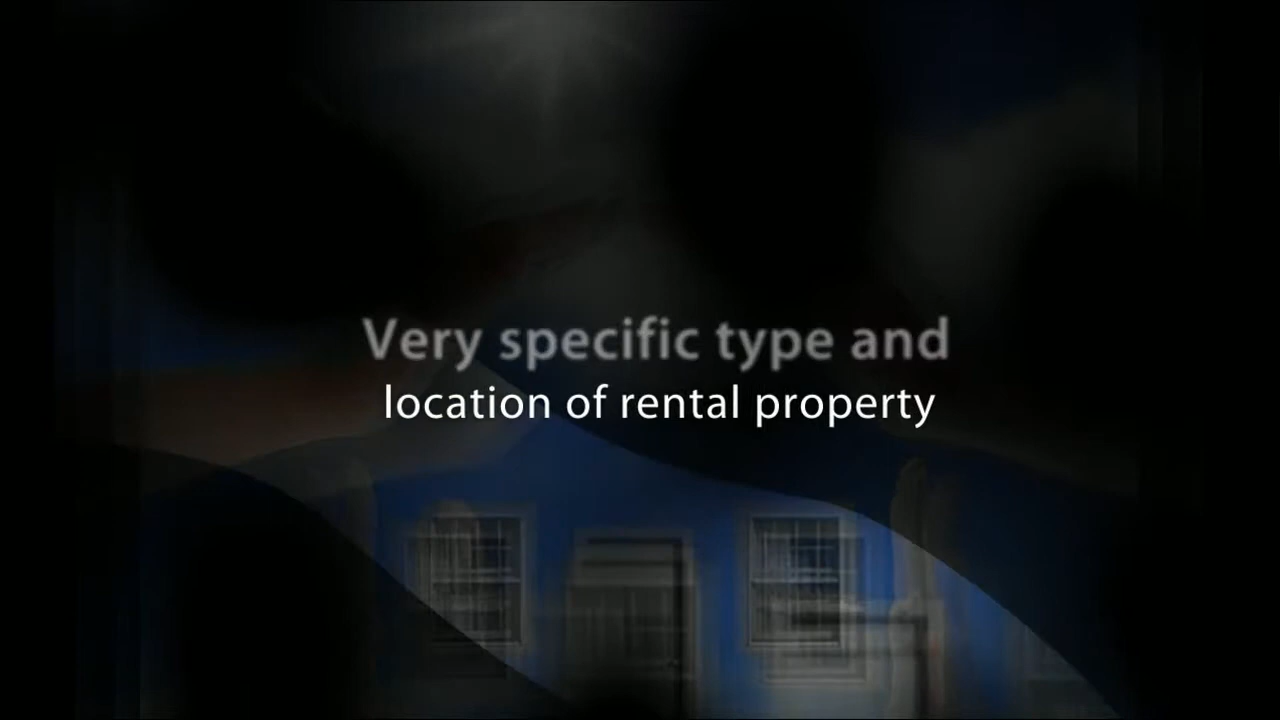 Very specific type and
location of rental property